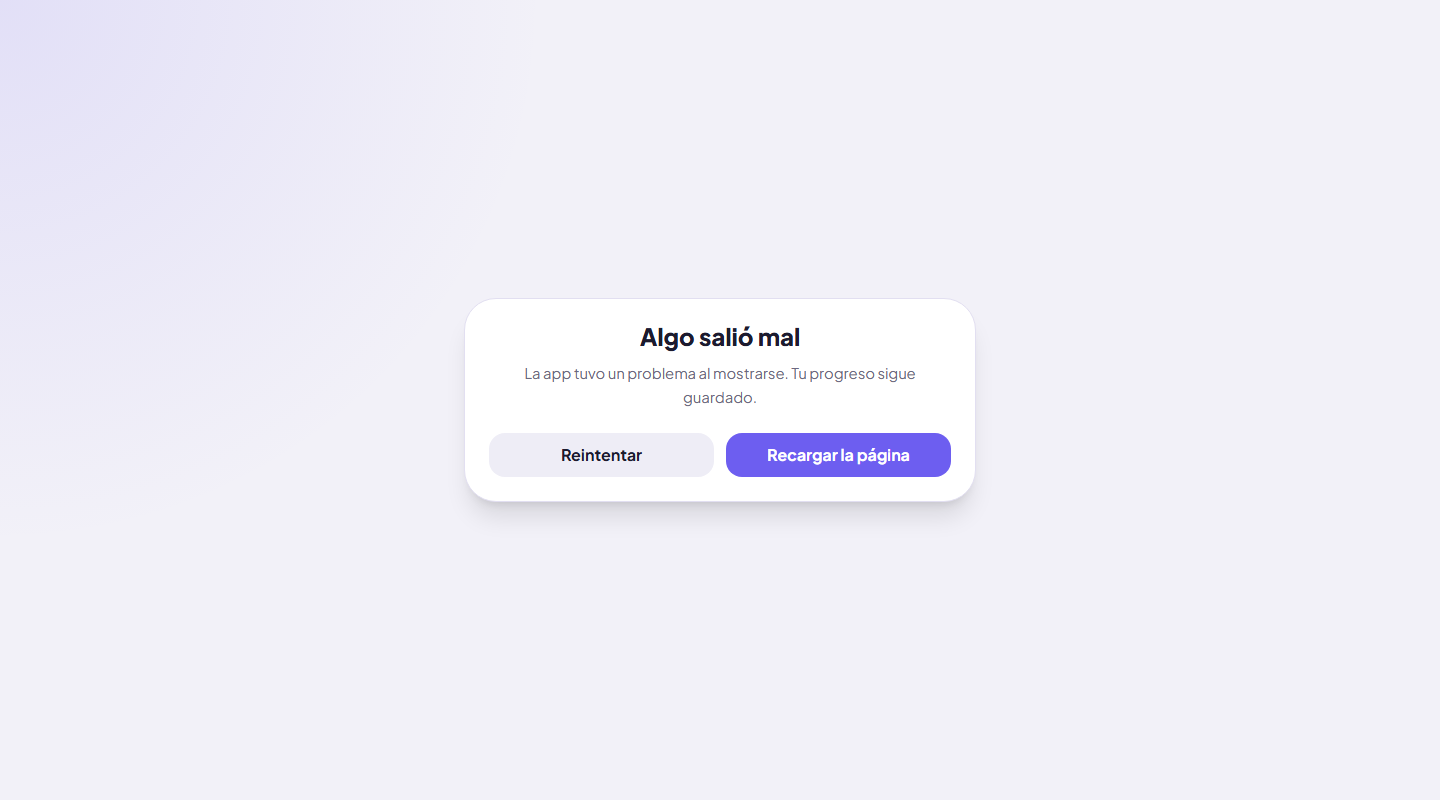 Algo salió mal
La app tuvo un problema al mostrarse. Tu progreso sigue
guardado.
Reintentar
Recargar la página